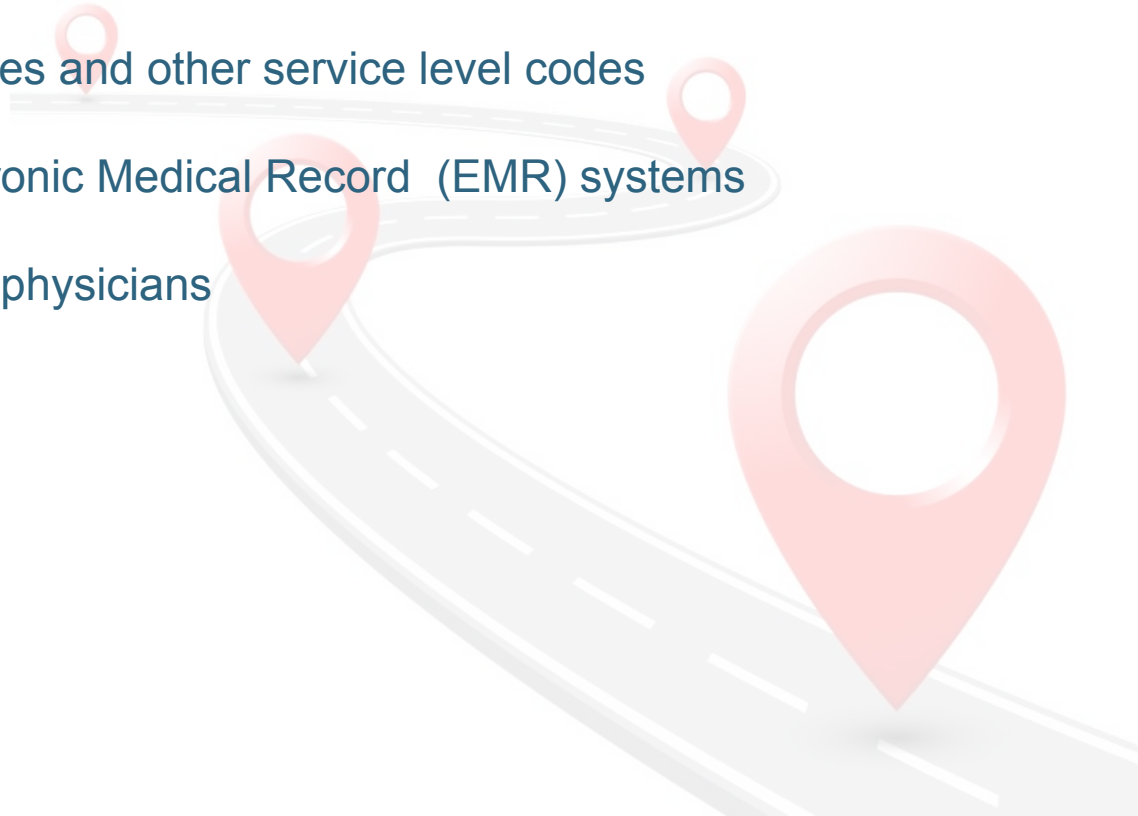 es and other service level codes
onic Medical Record  (EMR) systems
physicians